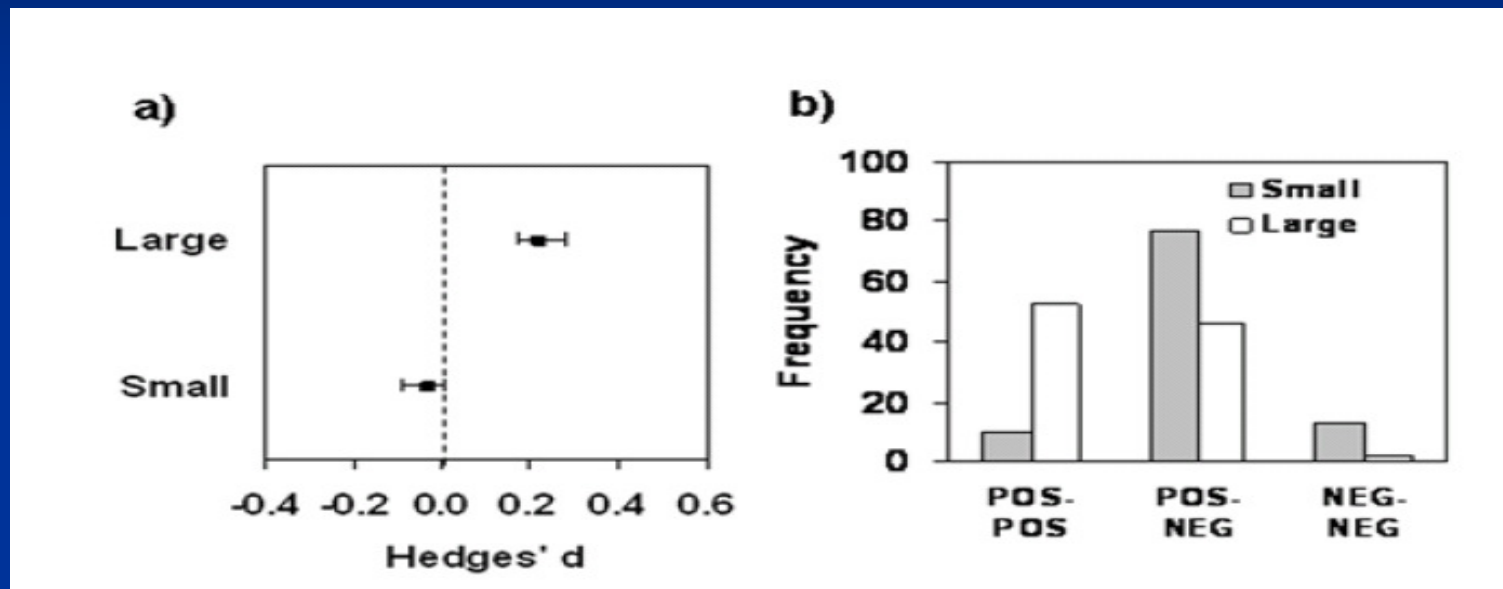 a)
Large
Small
-0.4 -0.2 0.0 0.2 0.4 0.6
Hedges' d
b)
Frequency
100
80
60
40
20
0
Small
Large
POS-
POS
POS-
NEG
NEG-
NEG